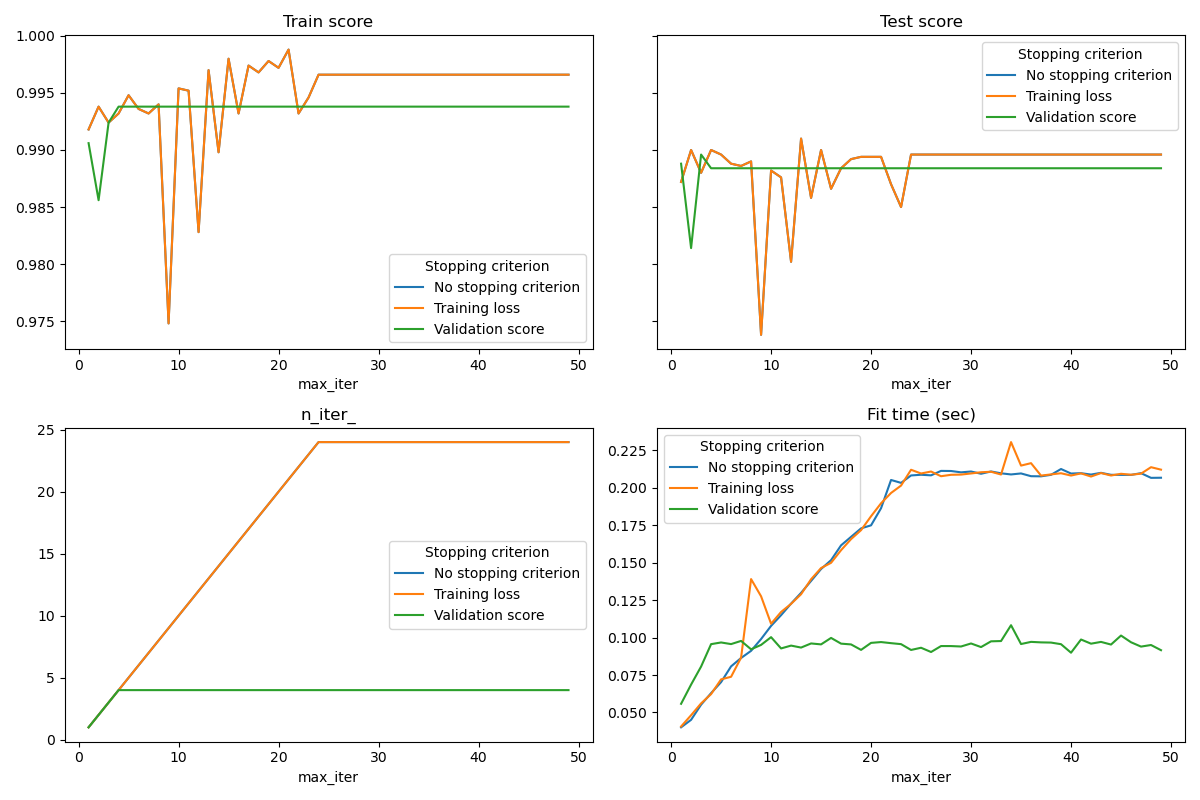 Train score
1.000
0.995
0.990
0.985
0.980
0.975
Stopping criterion
No stopping criterion
Training loss
Validation score
0 10 20 30 40 50
max_iter
Test score
Stopping criterion
No stopping criterion
Training loss
Validation score
0 10 20 30 40 50
max_iter
n_iter_
25
20
15
10
5
0
Stopping criterion
No stopping criterion
Training loss
Validation score
0 10 20 30 40 50
max_iter
Fit time (sec)
0.225
0.200
0.175
0.150
0.125
0.100
0.075
0.050
Stopping criterion
No stopping criterion
Training loss
Validation score
0 10 20 30 40 50
max_iter